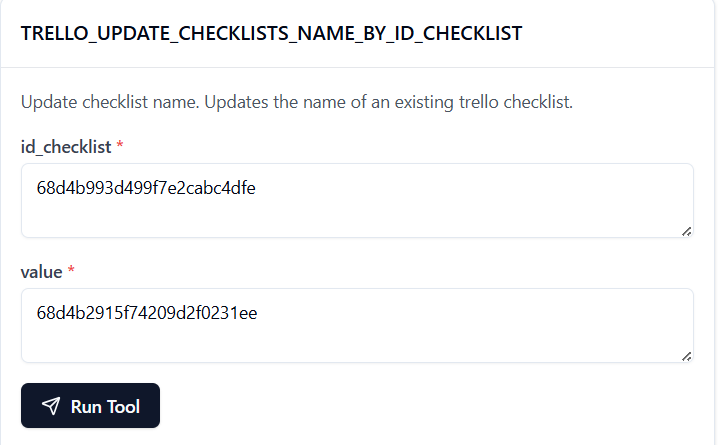 TRELLO_UPDATE_CHECKLISTS_NAME_BY_ID_CHECKLIST
Update checklist name. Updates the name of an existing trello checklist.
id_checklist *
68d4b993d499f7e2cabc4dfe
value *
68d4b2915f74209d2f0231ee
Run Tool